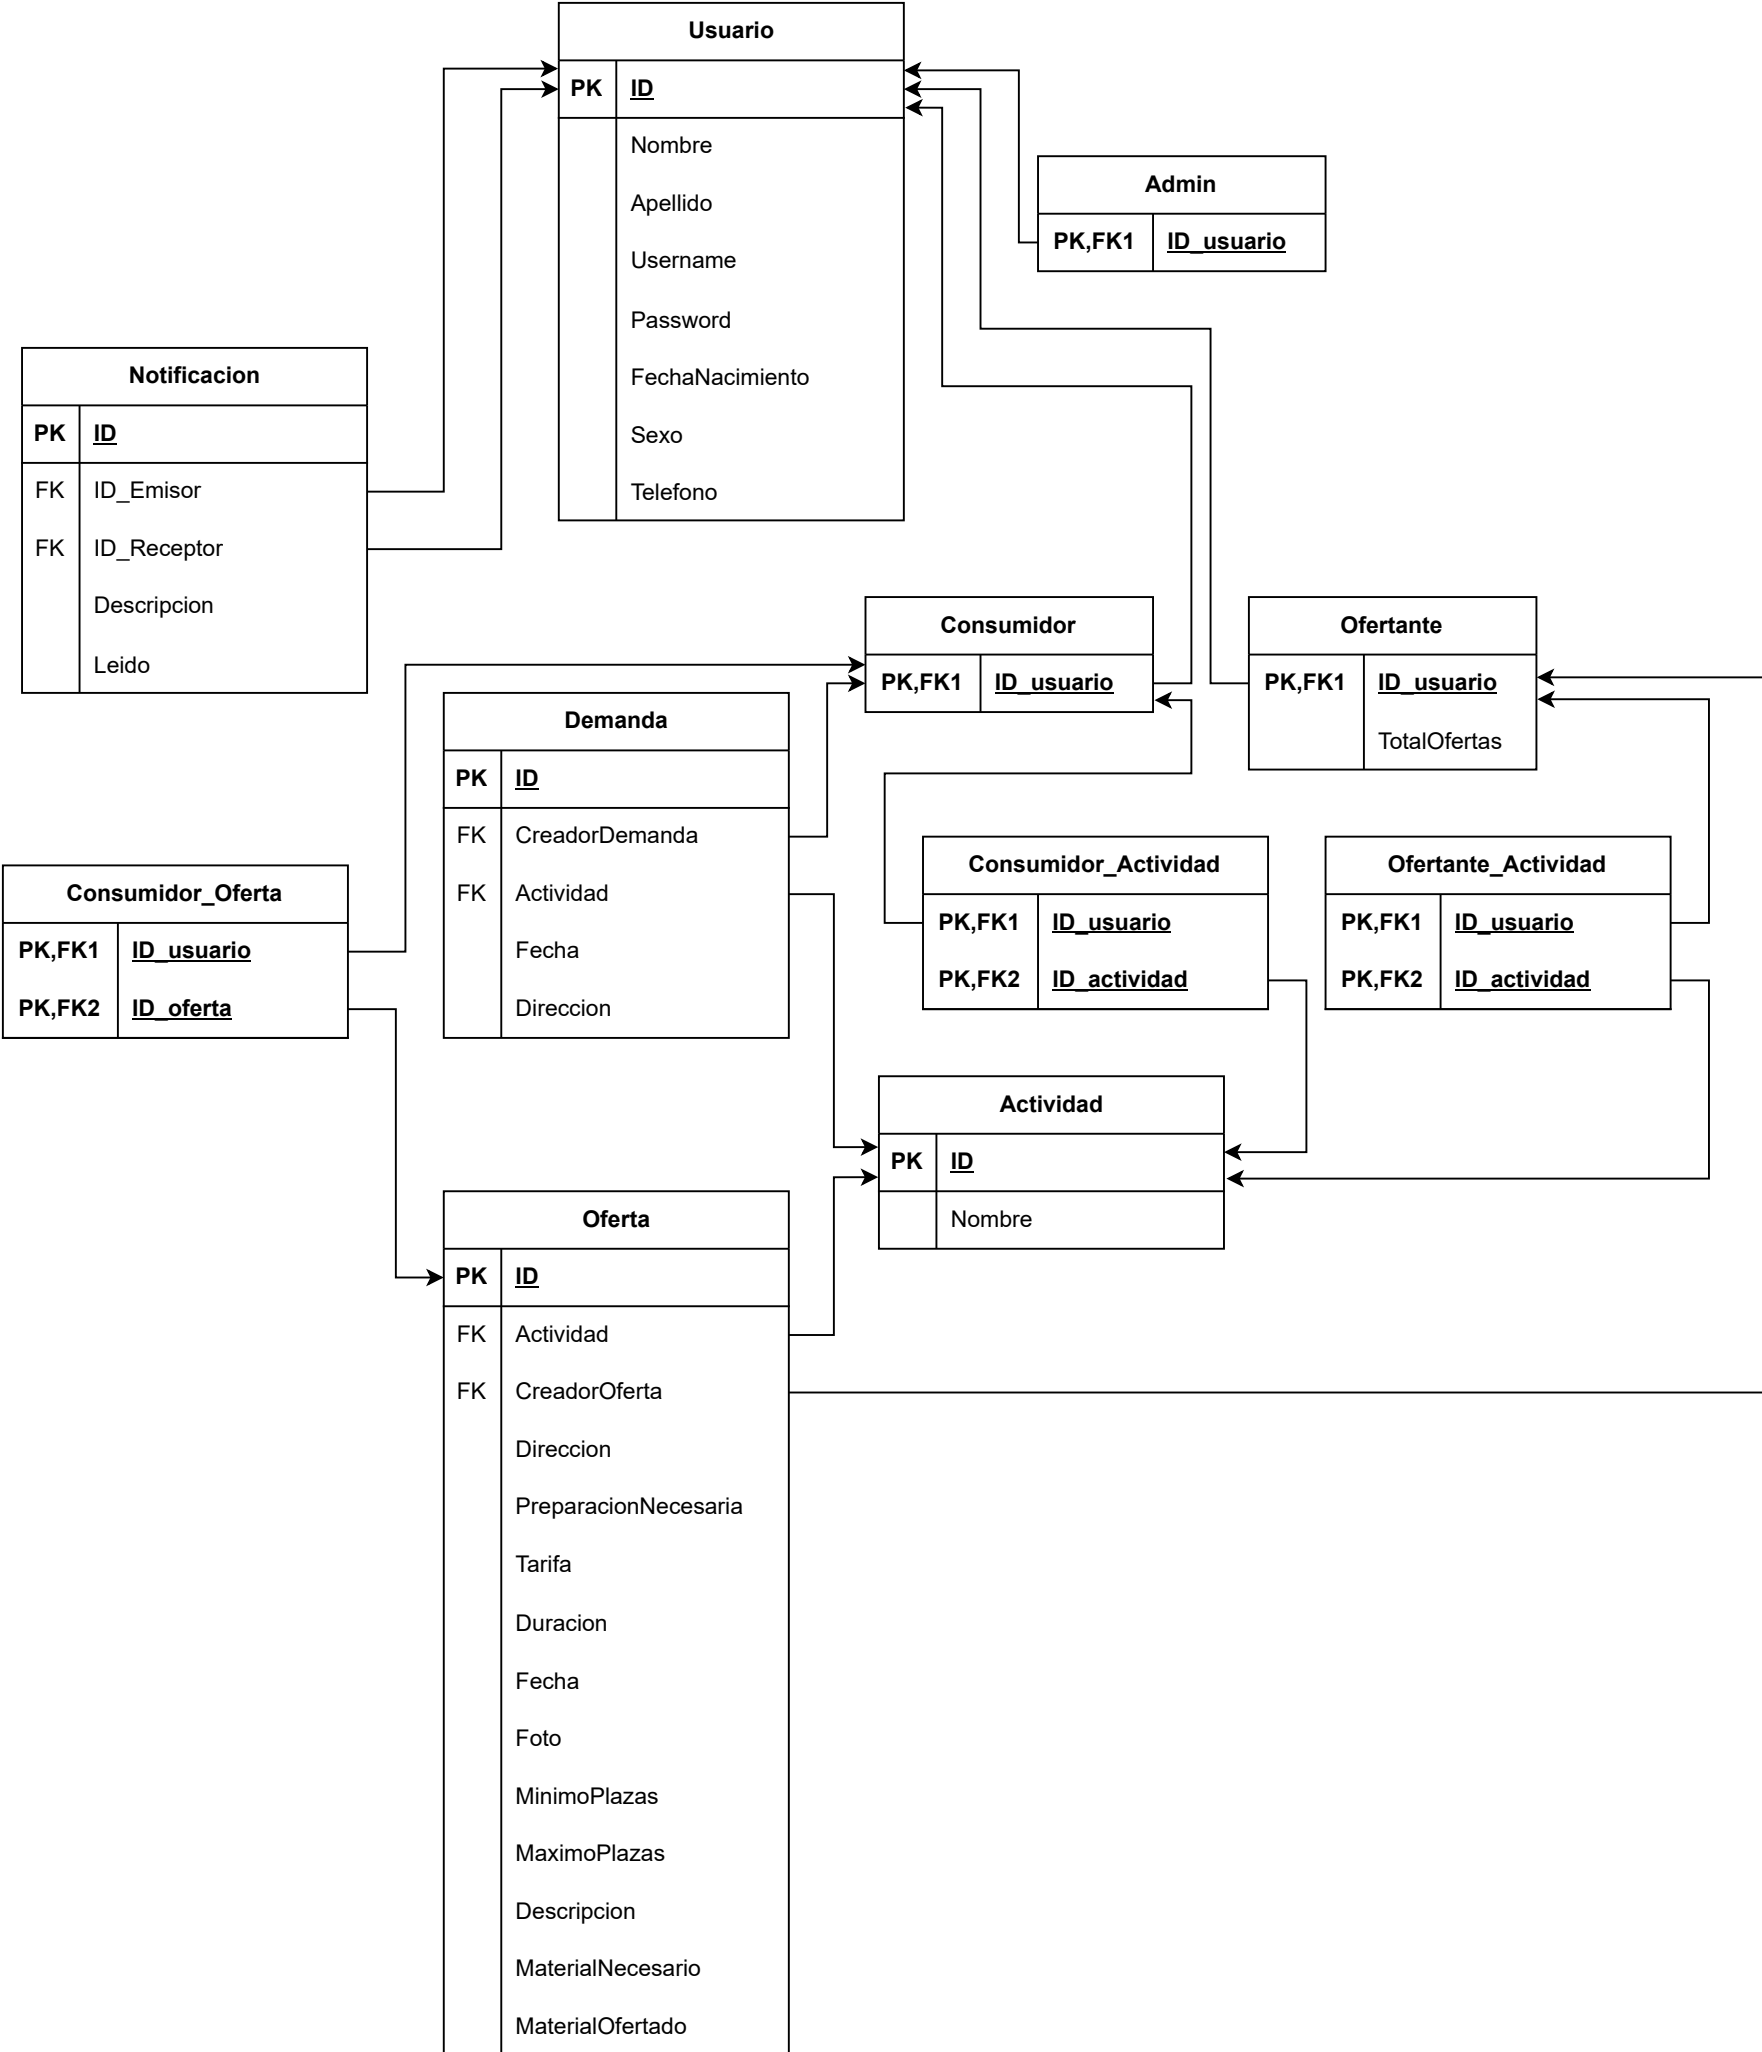 Usuario
PK ID
Nombre
Apellido
Username
Password
FechaNacimiento
Sexo
Telefono
Admin
PK,FK1 ID_usuario
Notificacion
PK ID
FK ID_Emisor
FK ID_Receptor
Descripcion
Leido
Consumidor
PK,FK1 ID_usuario
Ofertante
PK,FK1 ID_usuario
TotalOfertas
Demanda
PK ID
FK CreadorDemanda
FK Actividad
Fecha
Direccion
Consumidor_Oferta
PK,FK1 ID_usuario
PK,FK2 ID_oferta
Consumidor_Actividad
PK,FK1 ID_usuario
PK,FK2 ID_actividad
Ofertante_Actividad
PK,FK1 ID_usuario
PK,FK2 ID_actividad
Actividad
PK ID
Nombre
Oferta
PK ID
FK Actividad
FK CreadorOferta
Direccion
PreparacionNecesaria
Tarifa
Duracion
Fecha
Foto
MinimoPlazas
MaximoPlazas
Descripcion
MaterialNecesario
MaterialOfertado